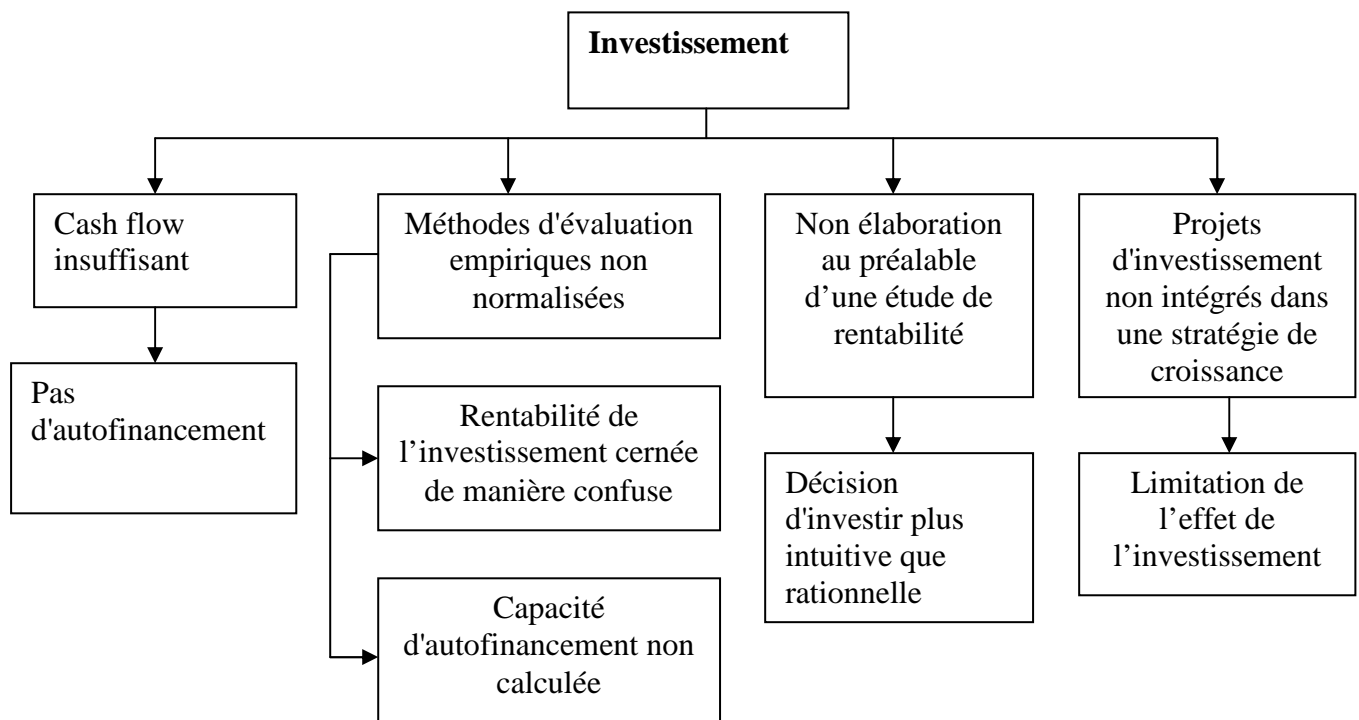 Investissement
Cash flow
insuffisant
Pas
d'autofinancement
Méthodes d'évaluation
empiriques non
normalisées
Rentabilité de
l’investissement cernée
de manière confuse
Capacité
d'autofinancement non
calculée
Non élaboration
au préalable
d’une étude de
rentabilité
Décision
d'investir plus
intuitive que
rationnelle
Projets
d'investissement
non intégrés dans
une stratégie de
croissance
Limitation de
l’effet de
l’investissement